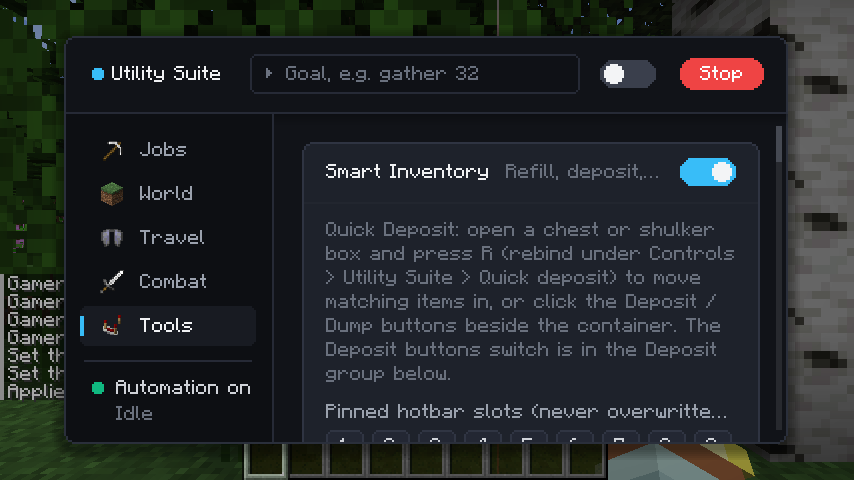 Utility Suite
Goal, e.g. gather 32
Stop
Jobs
World
Travel
Combat
Tools
Automation on
Idle
Smart Inventory Refill, deposit,...
Quick Deposit: open a chest or shulker
box and press R (rebind under Controls
> Utility Suite > Quick deposit) to move
matching items in, or click the Deposit /
Dump buttons beside the container. The
Deposit buttons switch is in the Deposit
group below.
Pinned hotbar slots (never overwritte...
Gamer
Gamer
Gamer
Gamer
Set th
Set th
Applie